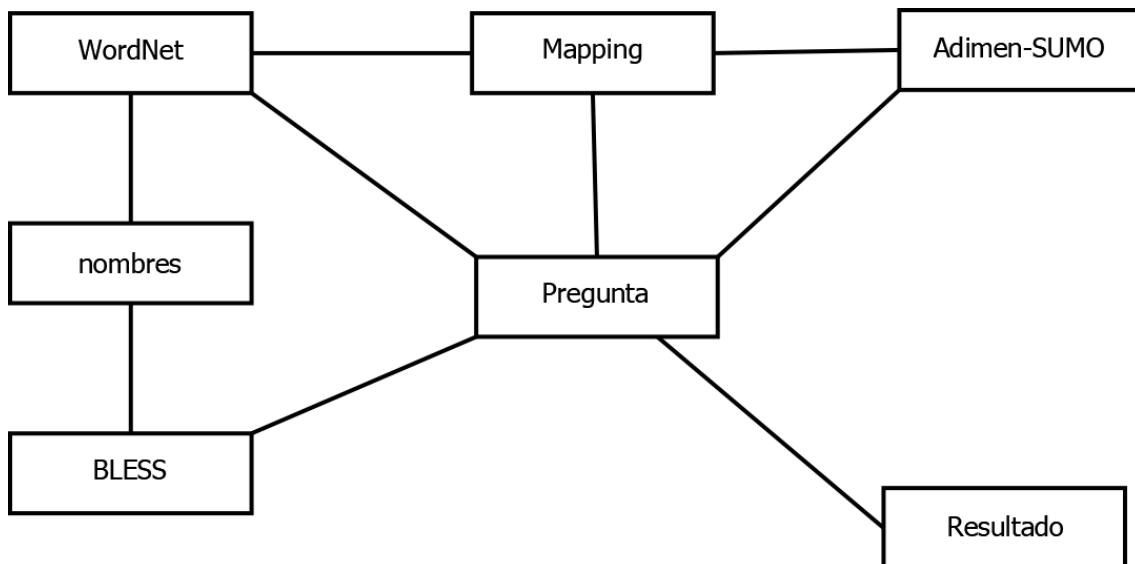 WordNet
Mapping
Adimen-SUMO
nombres
Pregunta
BLESS
Resultado